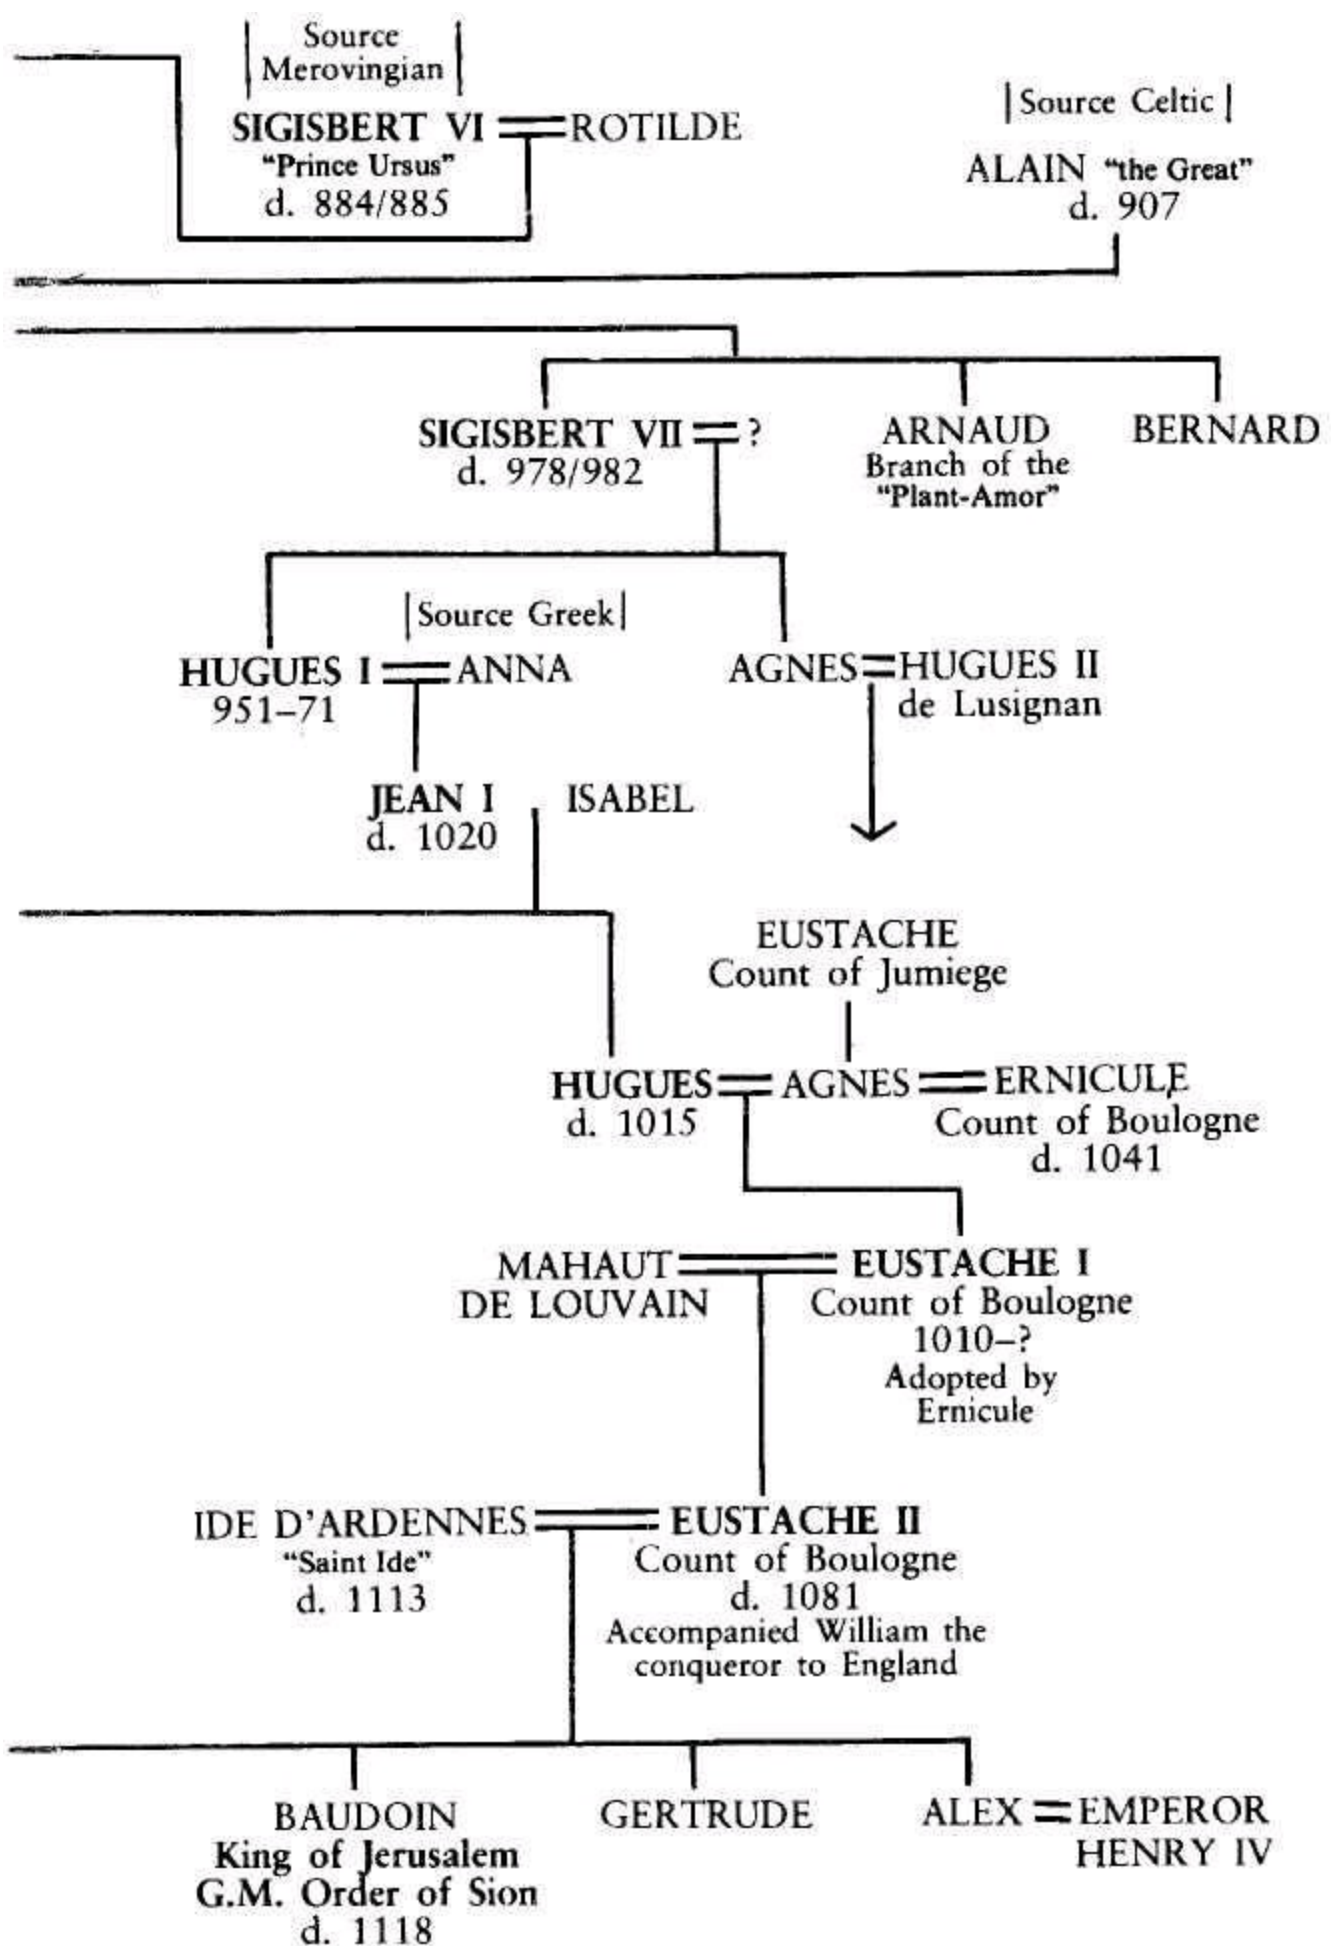 Source
Merovingian
SIGISBERT VI ROTILDE
"Prince Ursus"
d. 884/885
Source Celtic
ALAIN "the Great"
d. 907
SIGISBERT VII ?
d. 978/982
ARNAUD
Branch of the
"Plant-Amor"
BERNARD
Source Greek
HUGUES I ANNA
951–71
AGNES HUGUES II
de Lusignan
JEAN I ISABEL
d. 1020
EUSTACHE
Count of Jumiege
HUGUES AGNES ERNICULE
d. 1015
Count of Boulogne
d. 1041
MAHAUT
DE LOUVAIN
EUSTACHE I
Count of Boulogne
1010–?
Adopted by
Ernicule
IDE D'ARDENNES
"Saint Ide"
d. 1113
EUSTACHE II
Count of Boulogne
d. 1081
Accompanied William the
conqueror to England
BAUDOIN
King of Jerusalem
G.M. Order of Sion
d. 1118
GERTRUDE
ALEX EMPEROR
HENRY IV